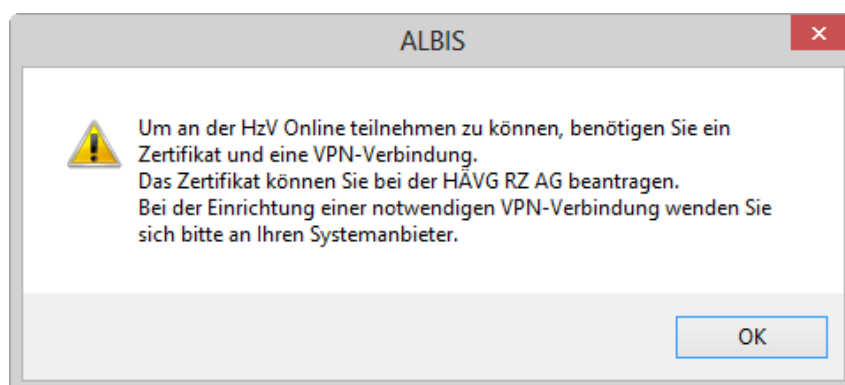 ALBIS
Um an der HzV Online teilnehmen zu können, benötigen Sie ein
Zertifikat und eine VPN-Verbindung.
Das Zertifikat können Sie bei der HÄVG RZ AG beantragen.
Bei der Einrichtung einer notwendigen VPN-Verbindung wenden Sie
sich bitte an Ihren Systemanbieter.
OK